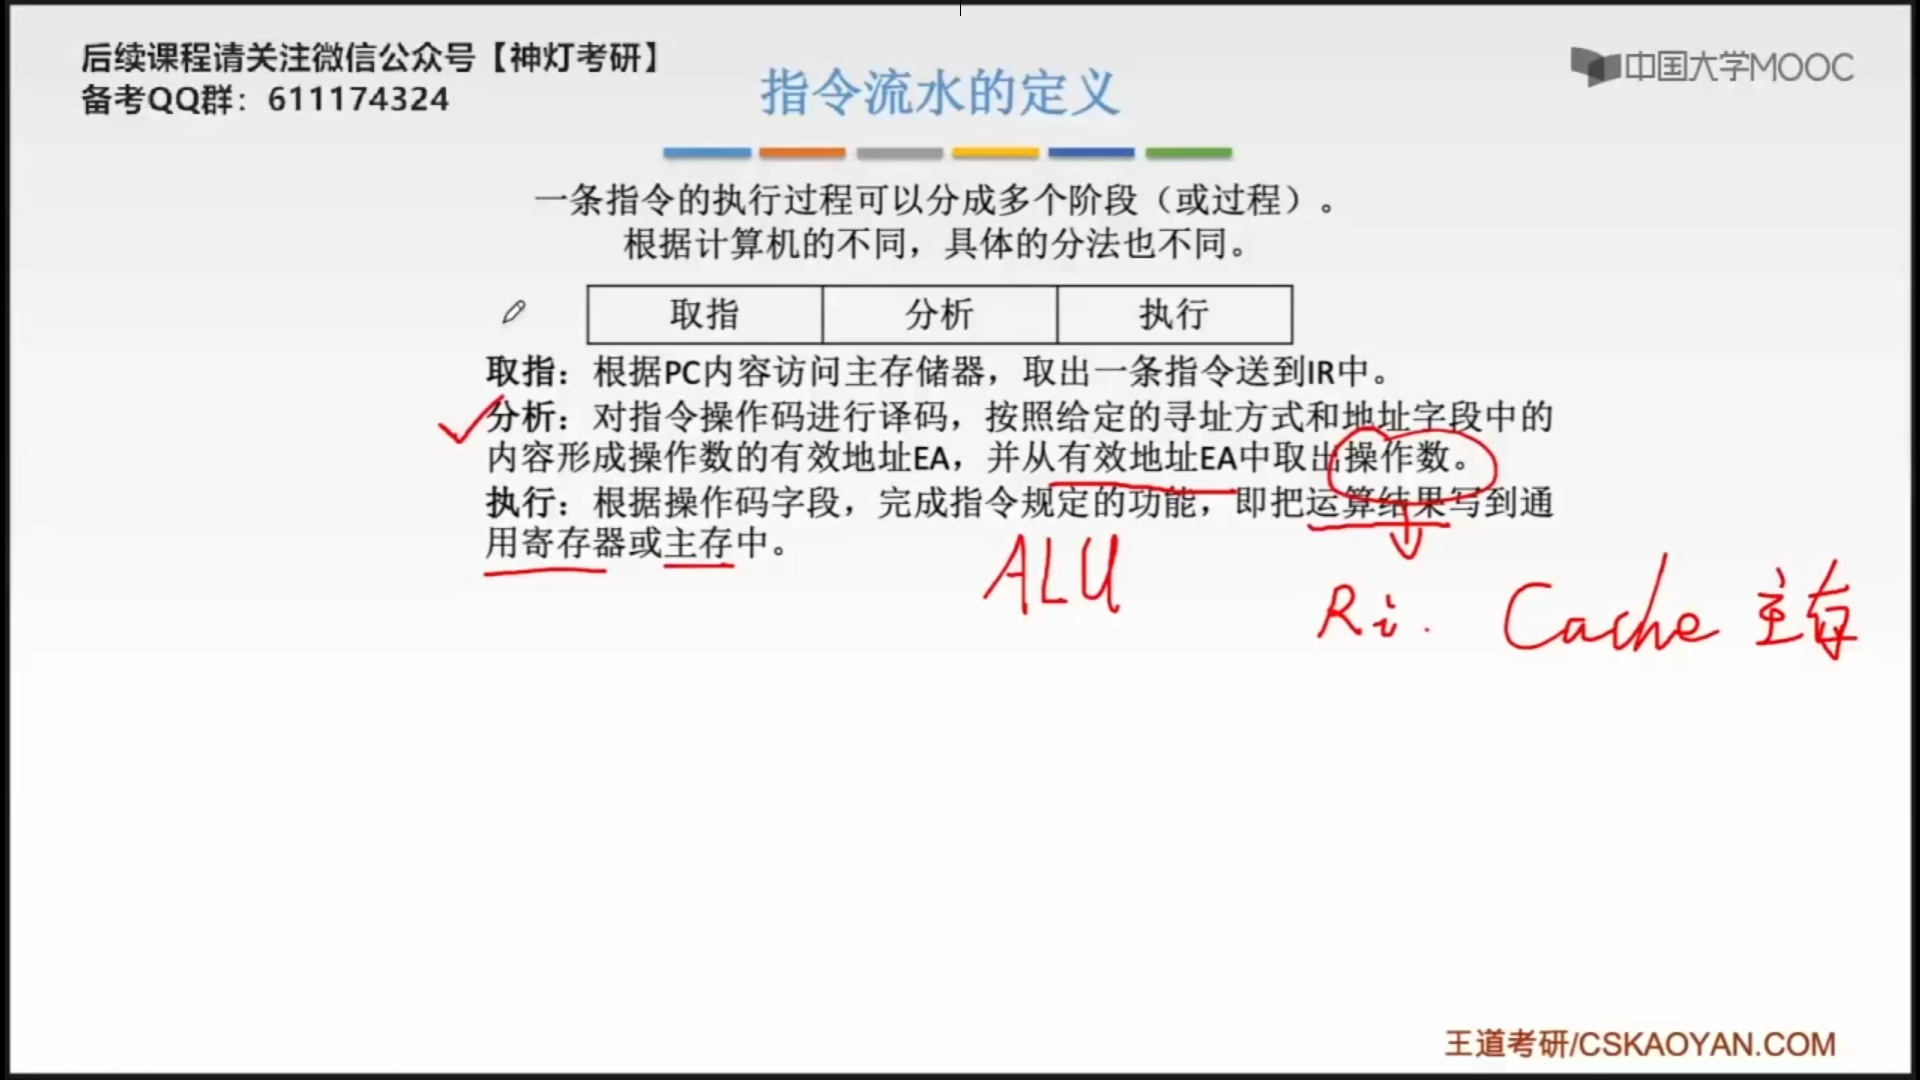 后续课程请关注微信公众号【神灯考研】
备考QQ群：611174324
中国大学MOOC
指令流水的定义
一条指令的执行过程可以分成多个阶段（或过程）。
根据计算机的不同，具体的分法也不同。
取指 分析 执行
取指：根据PC内容访问主存储器，取出一条指令送到IR中。
分析：对指令操作码进行译码，按照给定的寻址方式和地址字段中的
内容形成操作数的有效地址EA，并从有效地址EA中取出操作数。
执行：根据操作码字段，完成指令规定的功能，即把运算结果写到通
用寄存器或主存中。
ALU
Ri. Cache 主存
王道考研/CSKAOYAN.COM